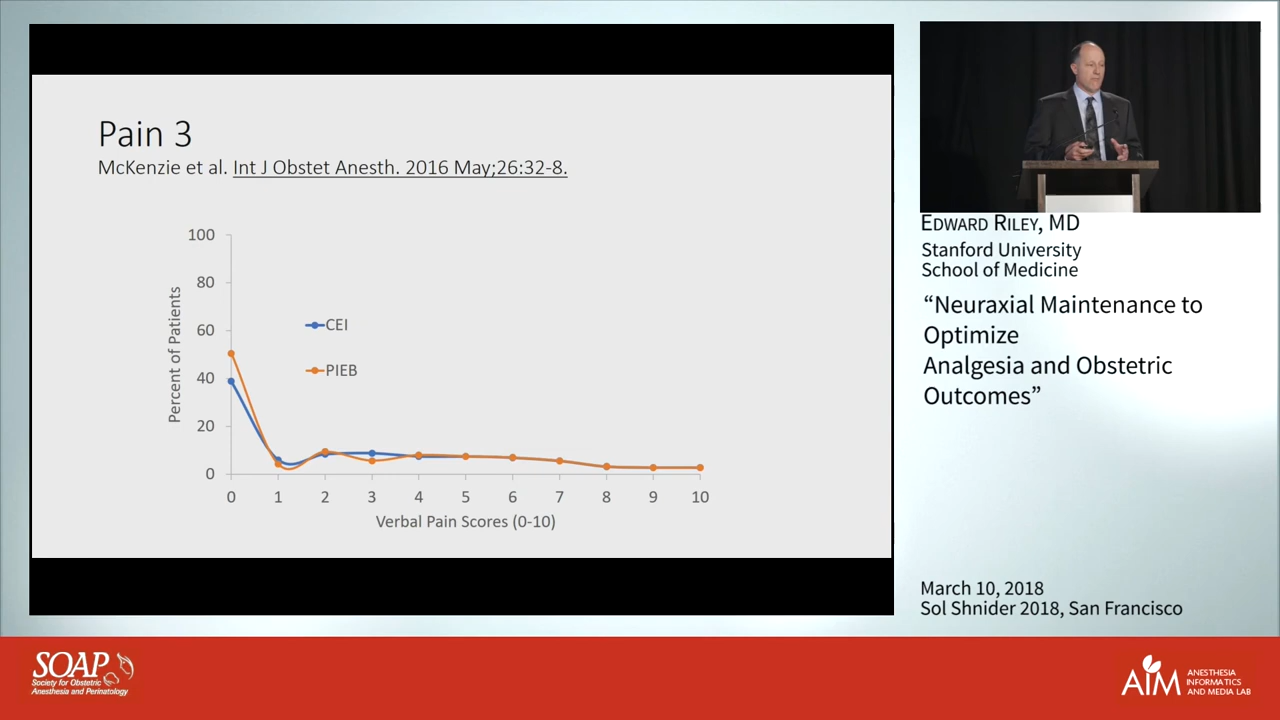 Pain 3
McKenzie et al. Int J Obstet Anesth. 2016 May;26:32-8.
Percent of Patients
100
80
60
40
20
0
CEI
PIEB
0 1 2 3 4 5 6 7 8 9 10
Verbal Pain Scores (0-10)
EDWARD RILEY, MD
Stanford University
School of Medicine
“Neuraxial Maintenance to
Optimize
Analgesia and Obstetric
Outcomes”
March 10, 2018
Sol Shnider 2018, San Francisco
SOAP
Society for Obstetric
Anesthesia and Perinatology
AIM
ANESTHESIA
INFORMATICS
AND MEDIA LAB